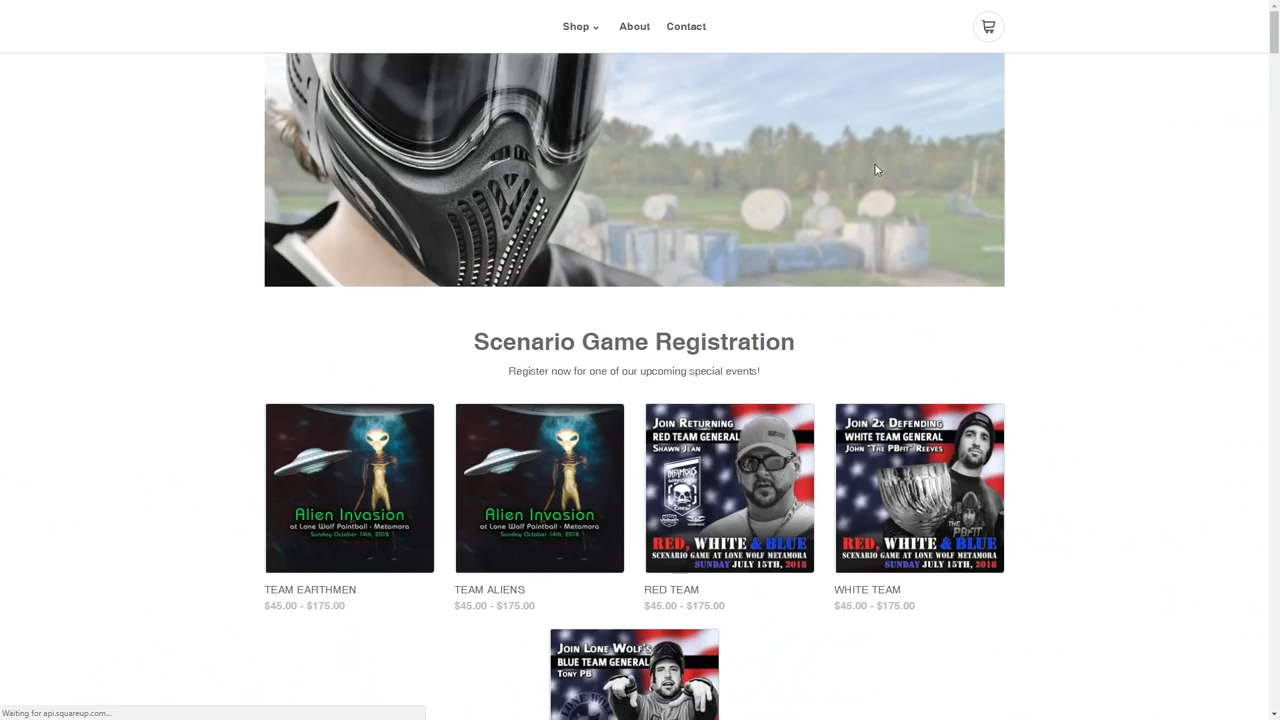 Shop
About
Contact
Scenario Game Registration
Register now for one of our upcoming special events!
Alien Invasion
at Lone Wolf Paintball - Metamora
Sunday October 14th, 2018
Alien Invasion
at Lone Wolf Paintball - Metamora
Sunday October 14th, 2018
Join Returning
Red Team General
Shawn Jean
INFAMOUS
RED, WHITE & BLUE
SCENARIO GAME AT LONE WOLF METAMORA
SUNDAY JULY 15TH, 2018
Join 2x Defending
White Team General
John "The PBfit" Reeves
THE
PBFIT
RED, WHITE & BLUE
SCENARIO GAME AT LONE WOLF METAMORA
SUNDAY JULY 15TH, 2018
TEAM EARTHMEN
$45.00 - $175.00
TEAM ALIENS
$45.00 - $175.00
RED TEAM
$45.00 - $175.00
WHITE TEAM
$45.00 - $175.00
Join Lone Wolf's
Blue Team General
Tony PB
Waiting for api.squareup.com...